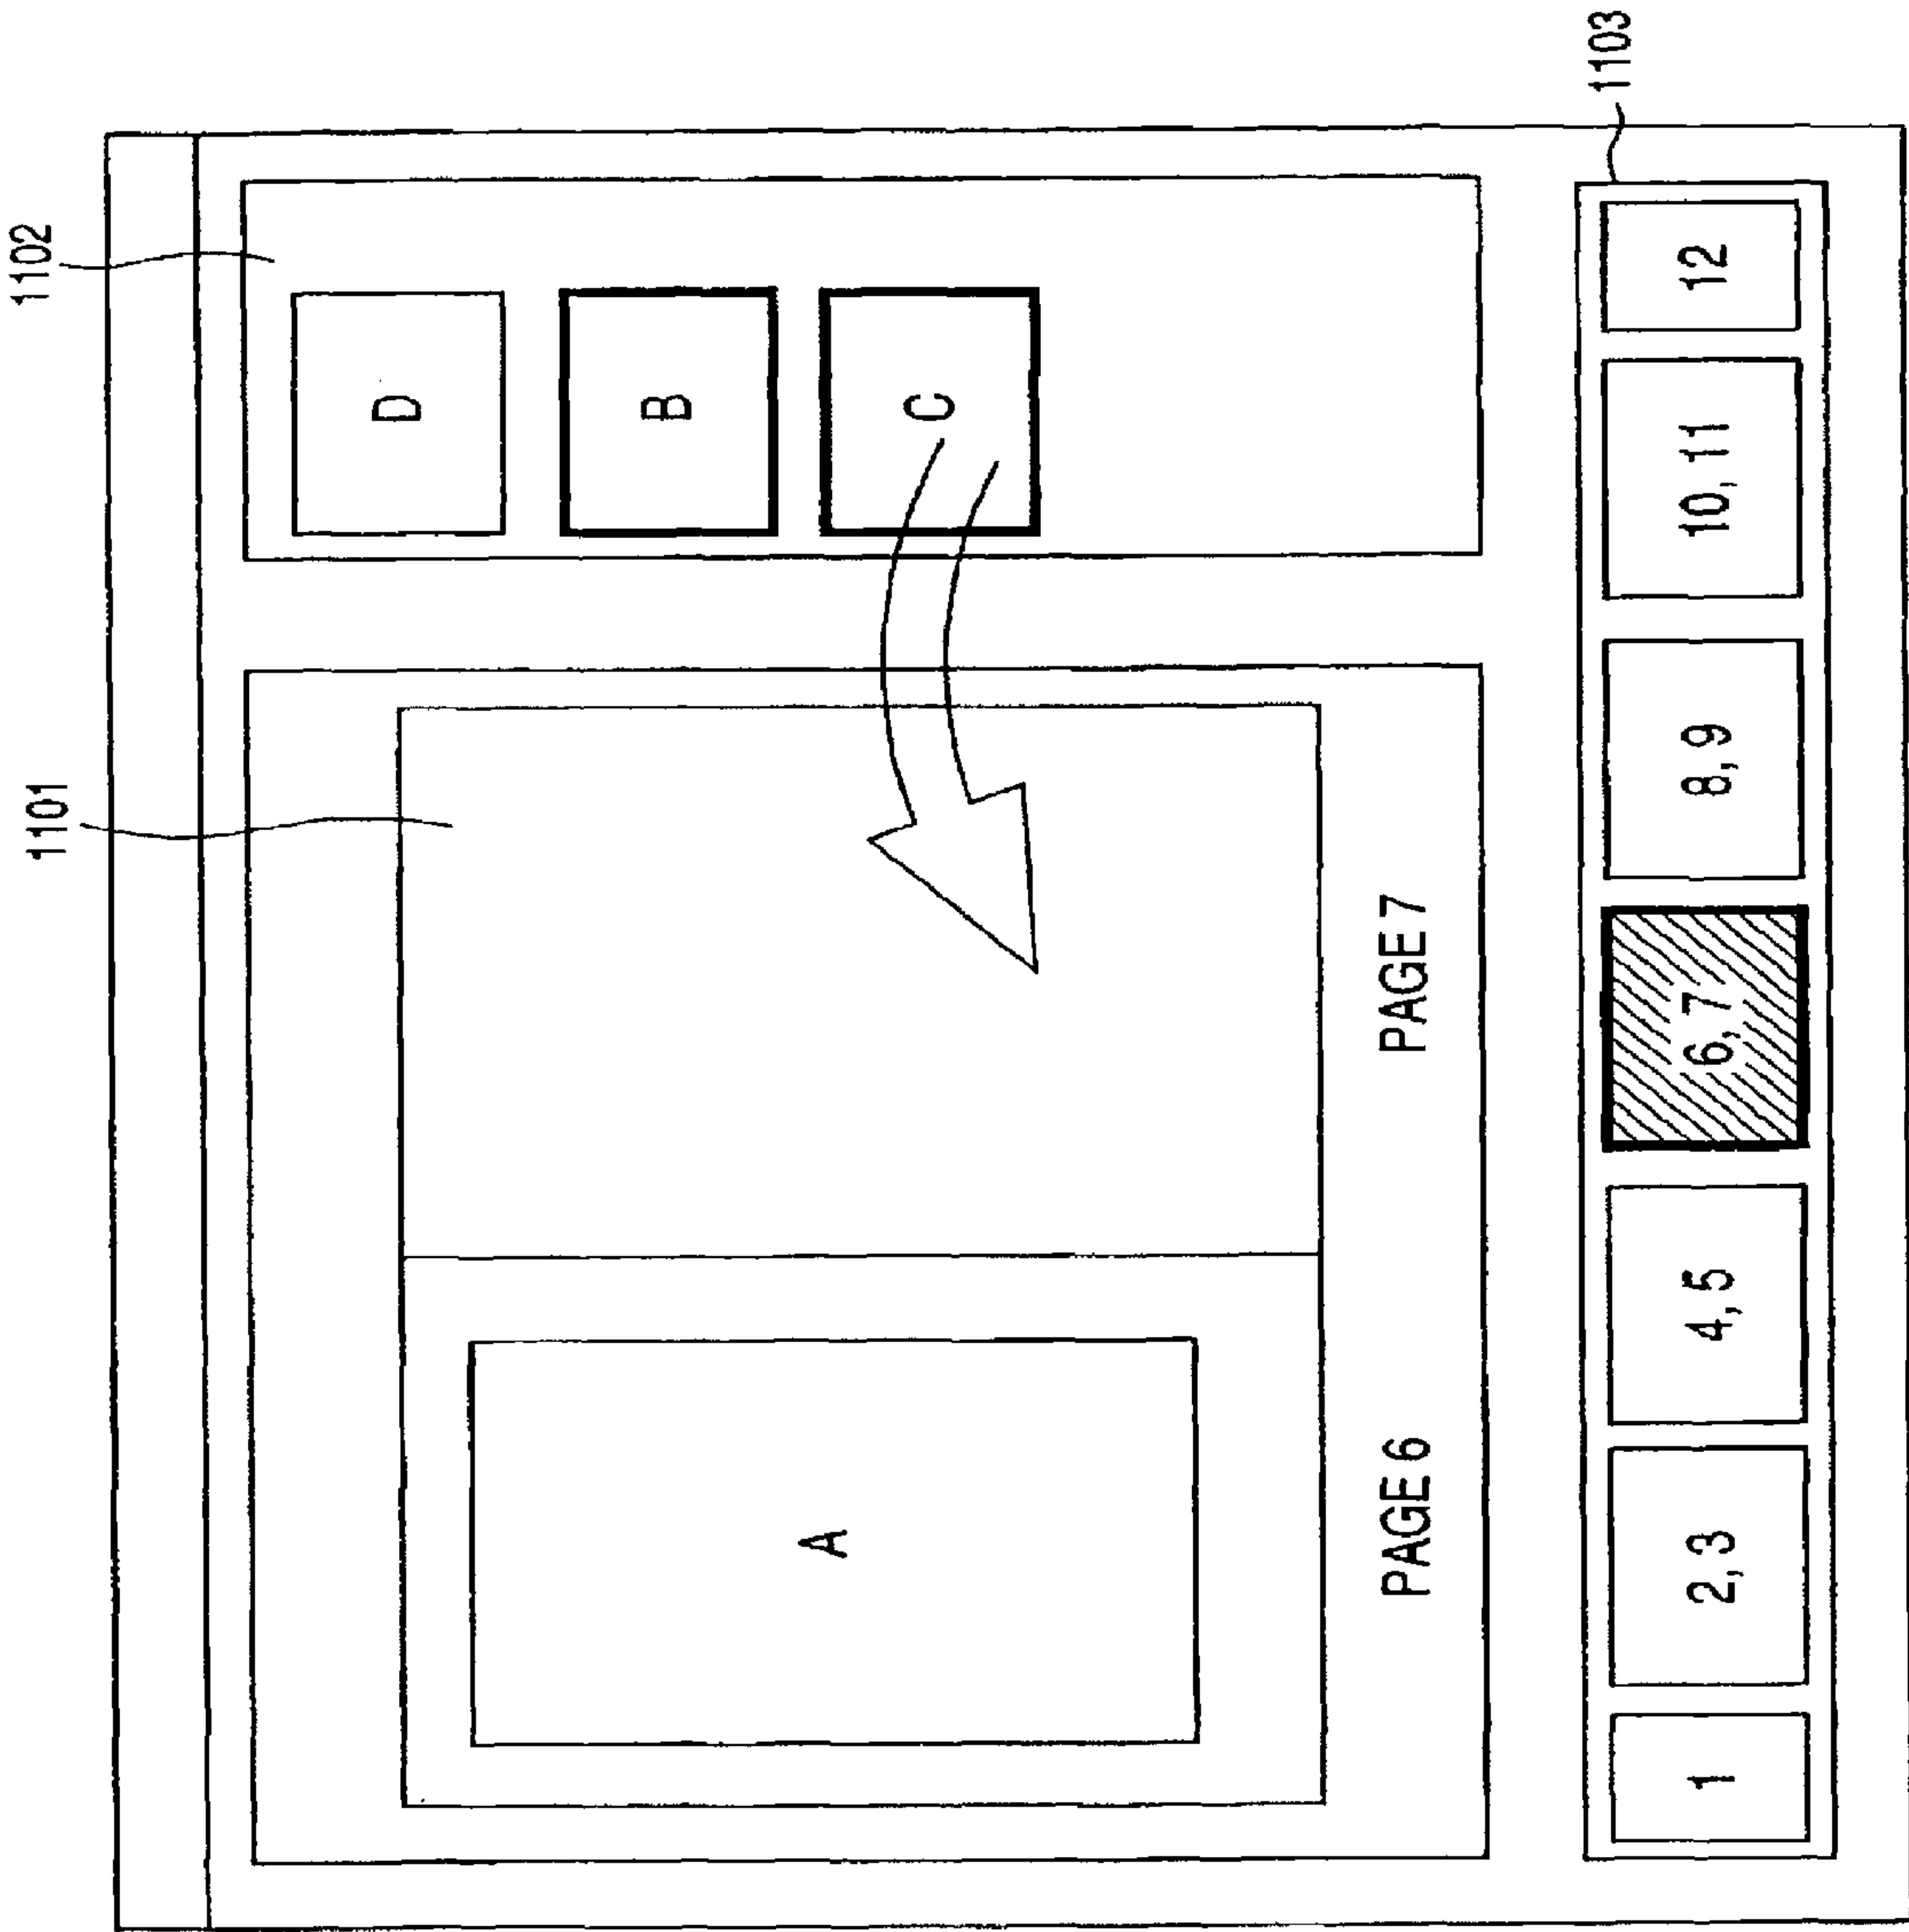 1101
1102
D
B
C
A
PAGE 6
PAGE 7
1103
1
2, 3
4, 5
6, 7
8, 9
10, 11
12